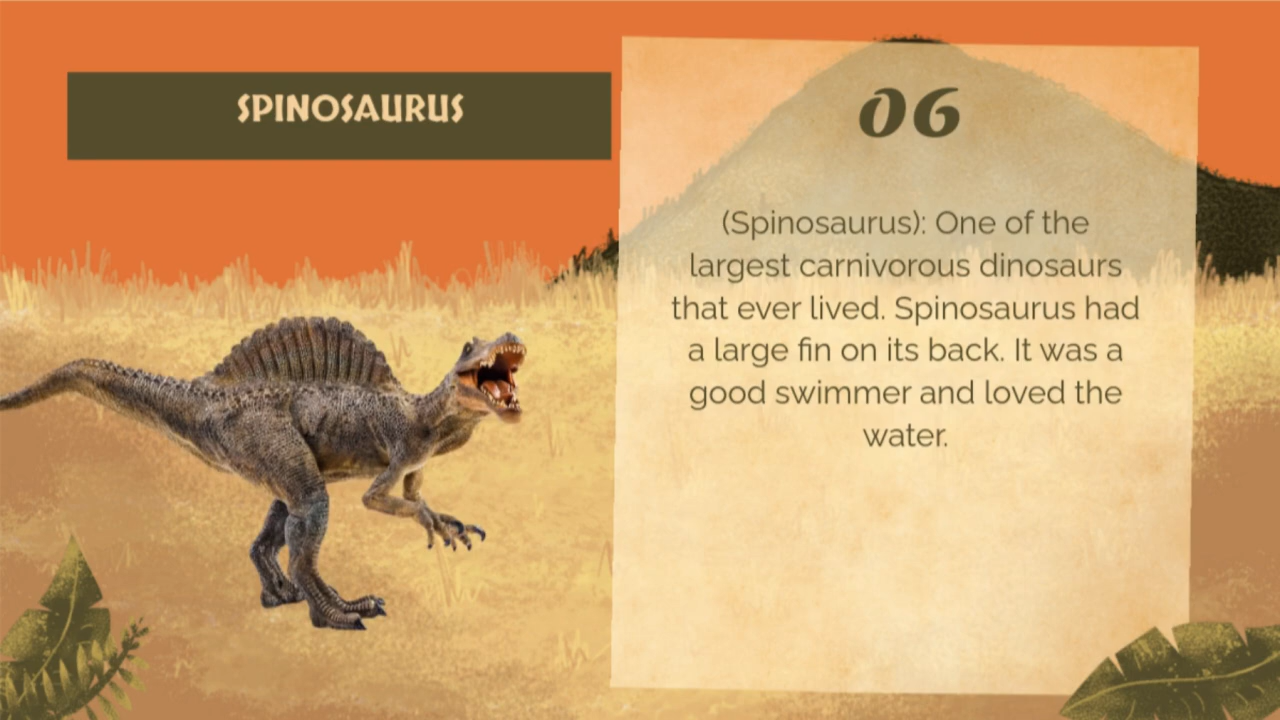 SPINOSAURUS
06
(Spinosaurus): One of the
largest carnivorous dinosaurs
that ever lived. Spinosaurus had
a large fin on its back. It was a
good swimmer and loved the
water.